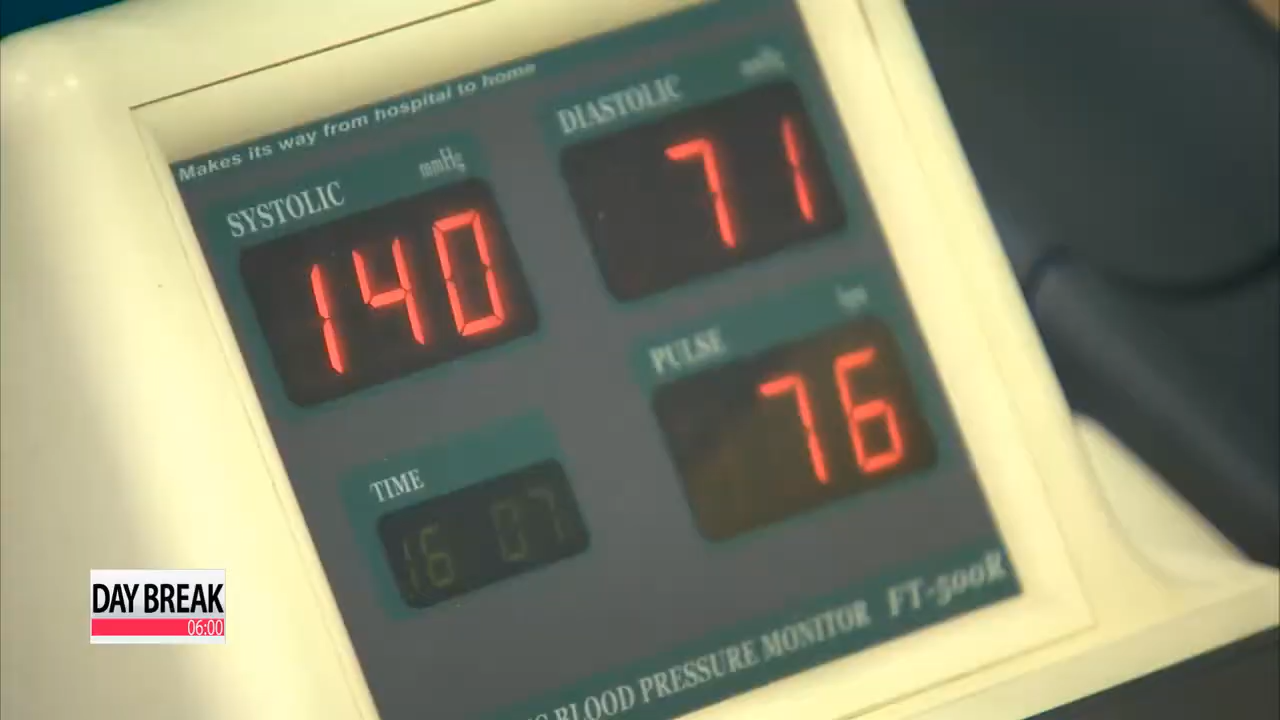 Makes its way from hospital to home
SYSTOLIC mmHg
140
DIASTOLIC mmHg
71
PULSE
76
TIME
16 07
BLOOD PRESSURE MONITOR FT-500R
DAY BREAK
06:00